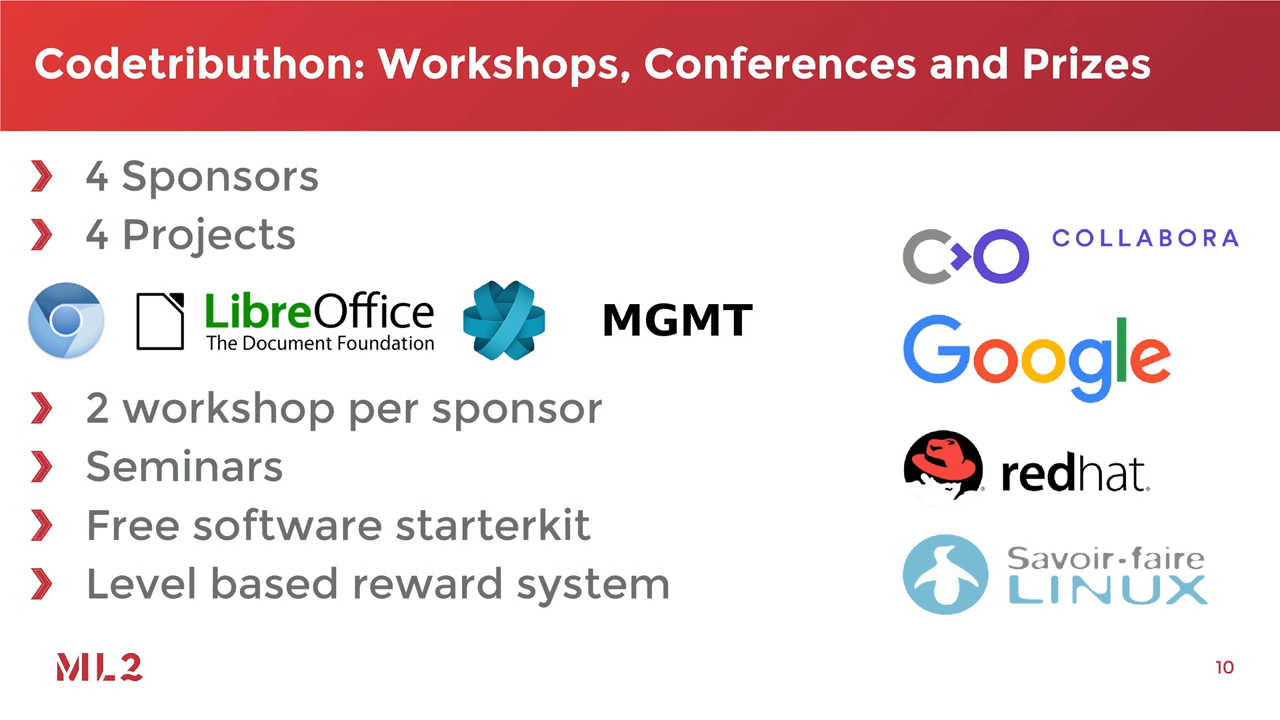 Codetributhon: Workshops, Conferences and Prizes
4 Sponsors
4 Projects
LibreOffice
The Document Foundation
MGMT
2 workshop per sponsor
Seminars
Free software starterkit
Level based reward system
COLLABORA
Google
redhat.
Savoir-faire
LINUX
ML2
10